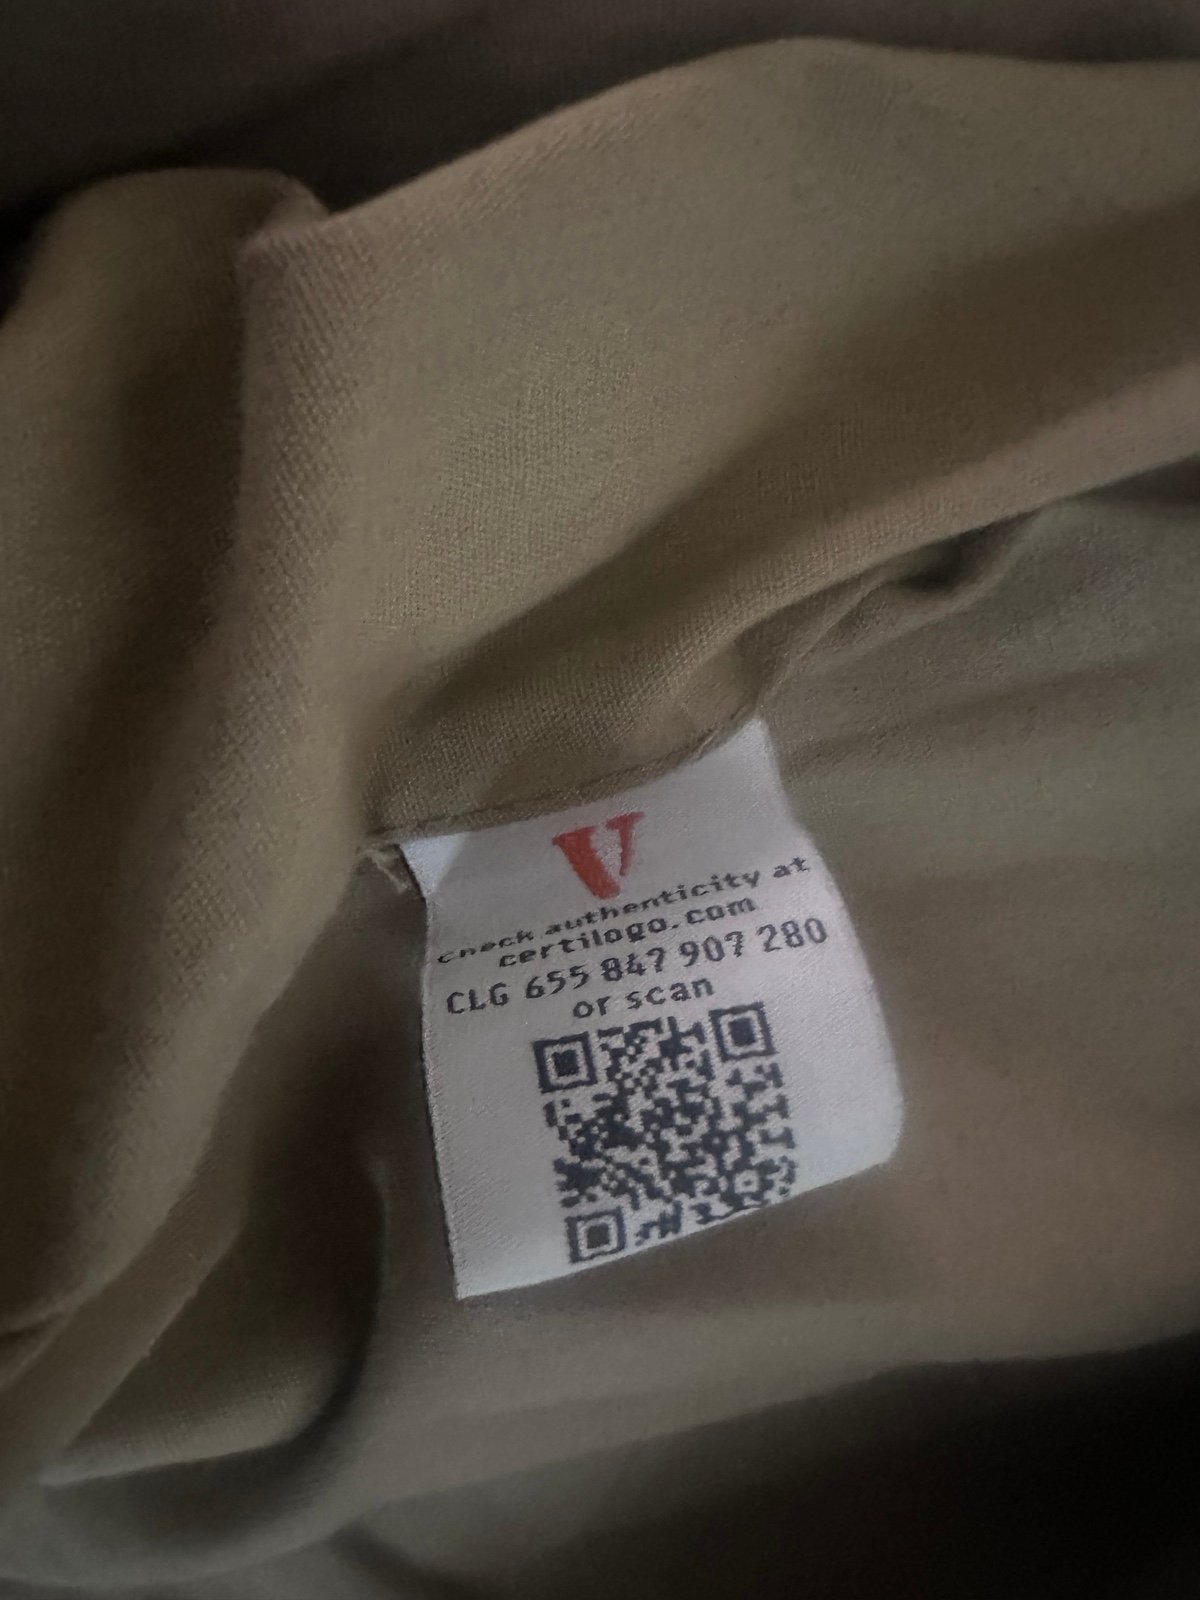 V
check authenticity at
certilogo.com
CLG 655 847 907 280
or scan